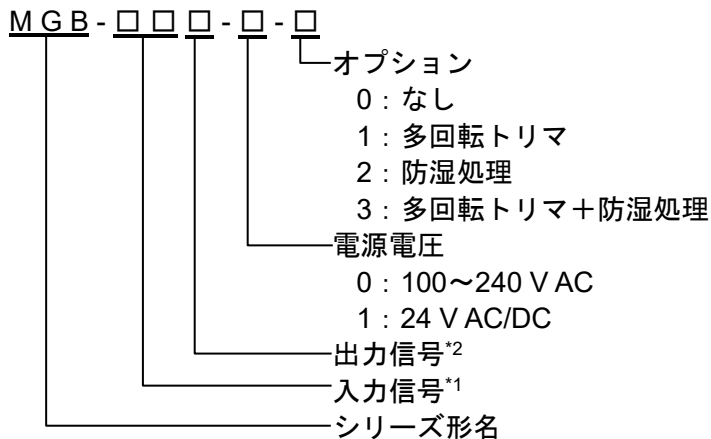 MGB-□□□-□-□
オプション
0：なし
1：多回転トリマ
2：防湿処理
3：多回転トリマ＋防湿処理
電源電圧
0：100～240 V AC
1：24 V AC/DC
出力信号*2
入力信号*1
シリーズ形名